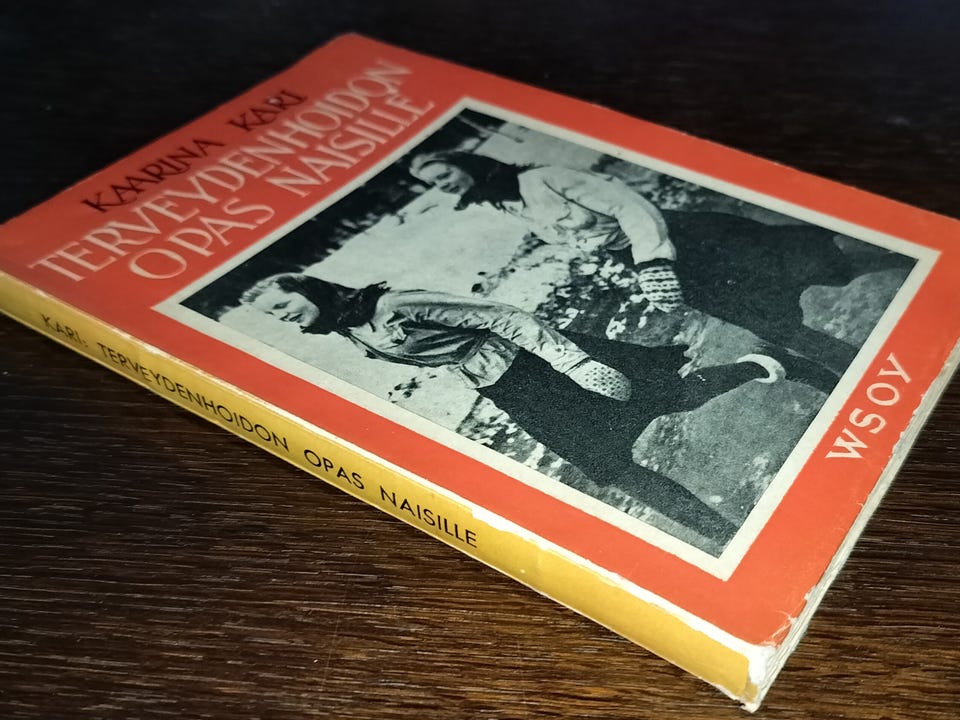 KAARINA KARI
TERVEYDENHOIDON
OPAS NAISILLE
WSOY
KARI: TERVEYDENHOIDON OPAS NAISILLE